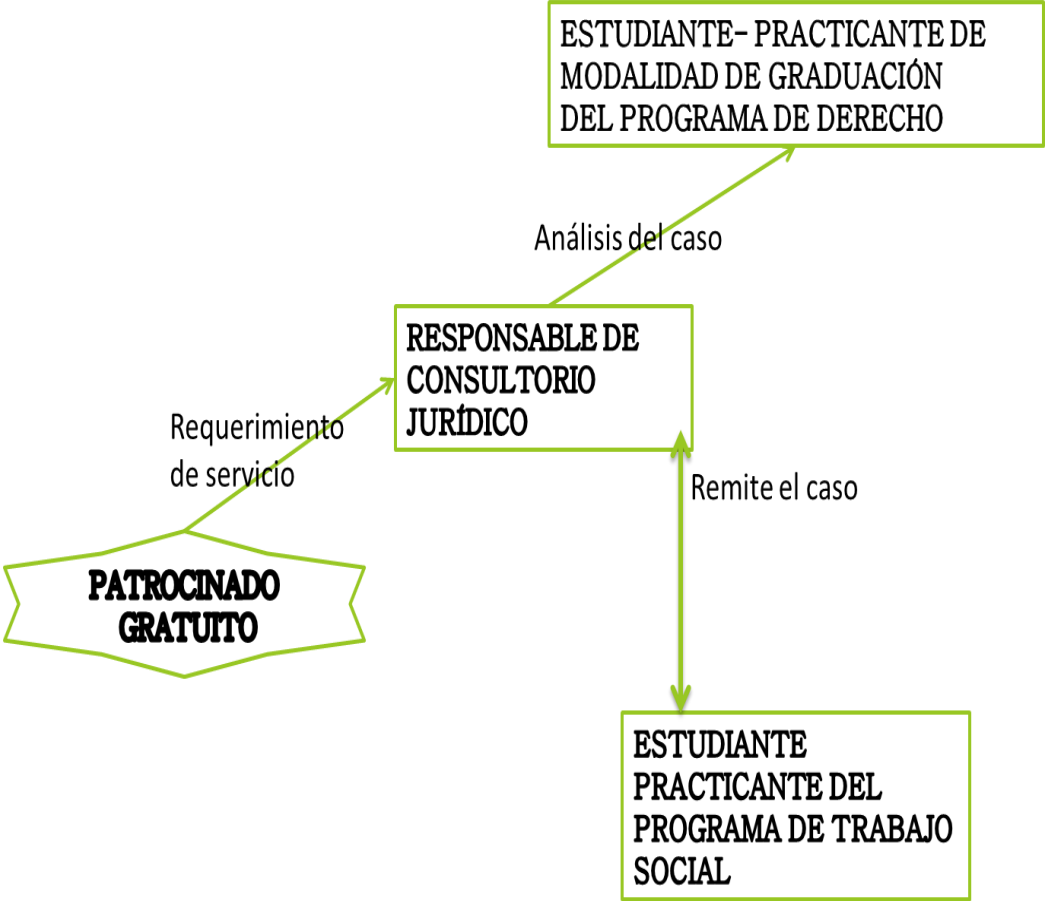 ESTUDIANTE- PRACTICANTE DE
MODALIDAD DE GRADUACIÓN
DEL PROGRAMA DE DERECHO
Análisis del caso
RESPONSABLE DE
CONSULTORIO
JURÍDICO
Requerimiento
de servicio
Remite el caso
PATROCINADO
GRATUITO
ESTUDIANTE
PRACTICANTE DEL
PROGRAMA DE TRABAJO
SOCIAL